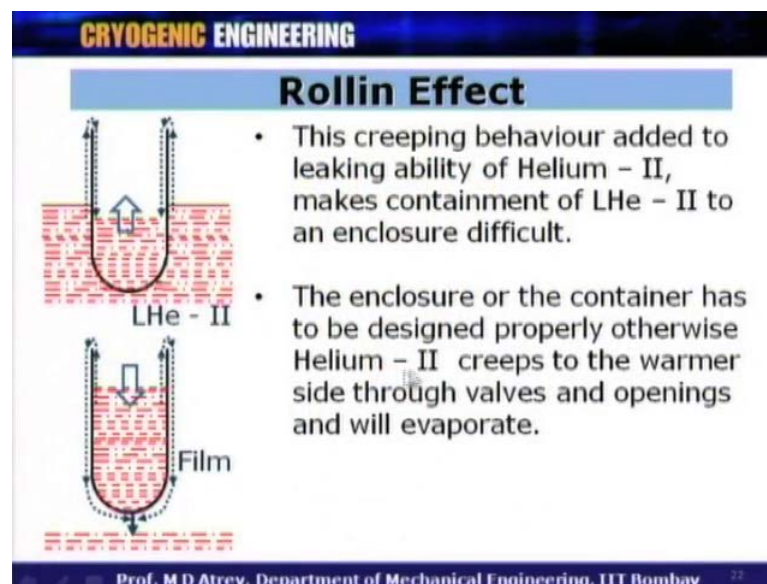 CRYOGENIC ENGINEERING
Rollin Effect
• This creeping behaviour added to
leaking ability of Helium – II,
makes containment of LHe – II to
an enclosure difficult.
• The enclosure or the container has
to be designed properly otherwise
Helium – II creeps to the warmer
side through valves and openings
and will evaporate.
LHe - II
Film
Prof. M D Atrey, Department of Mechanical Engineering, IIT Bombay
22